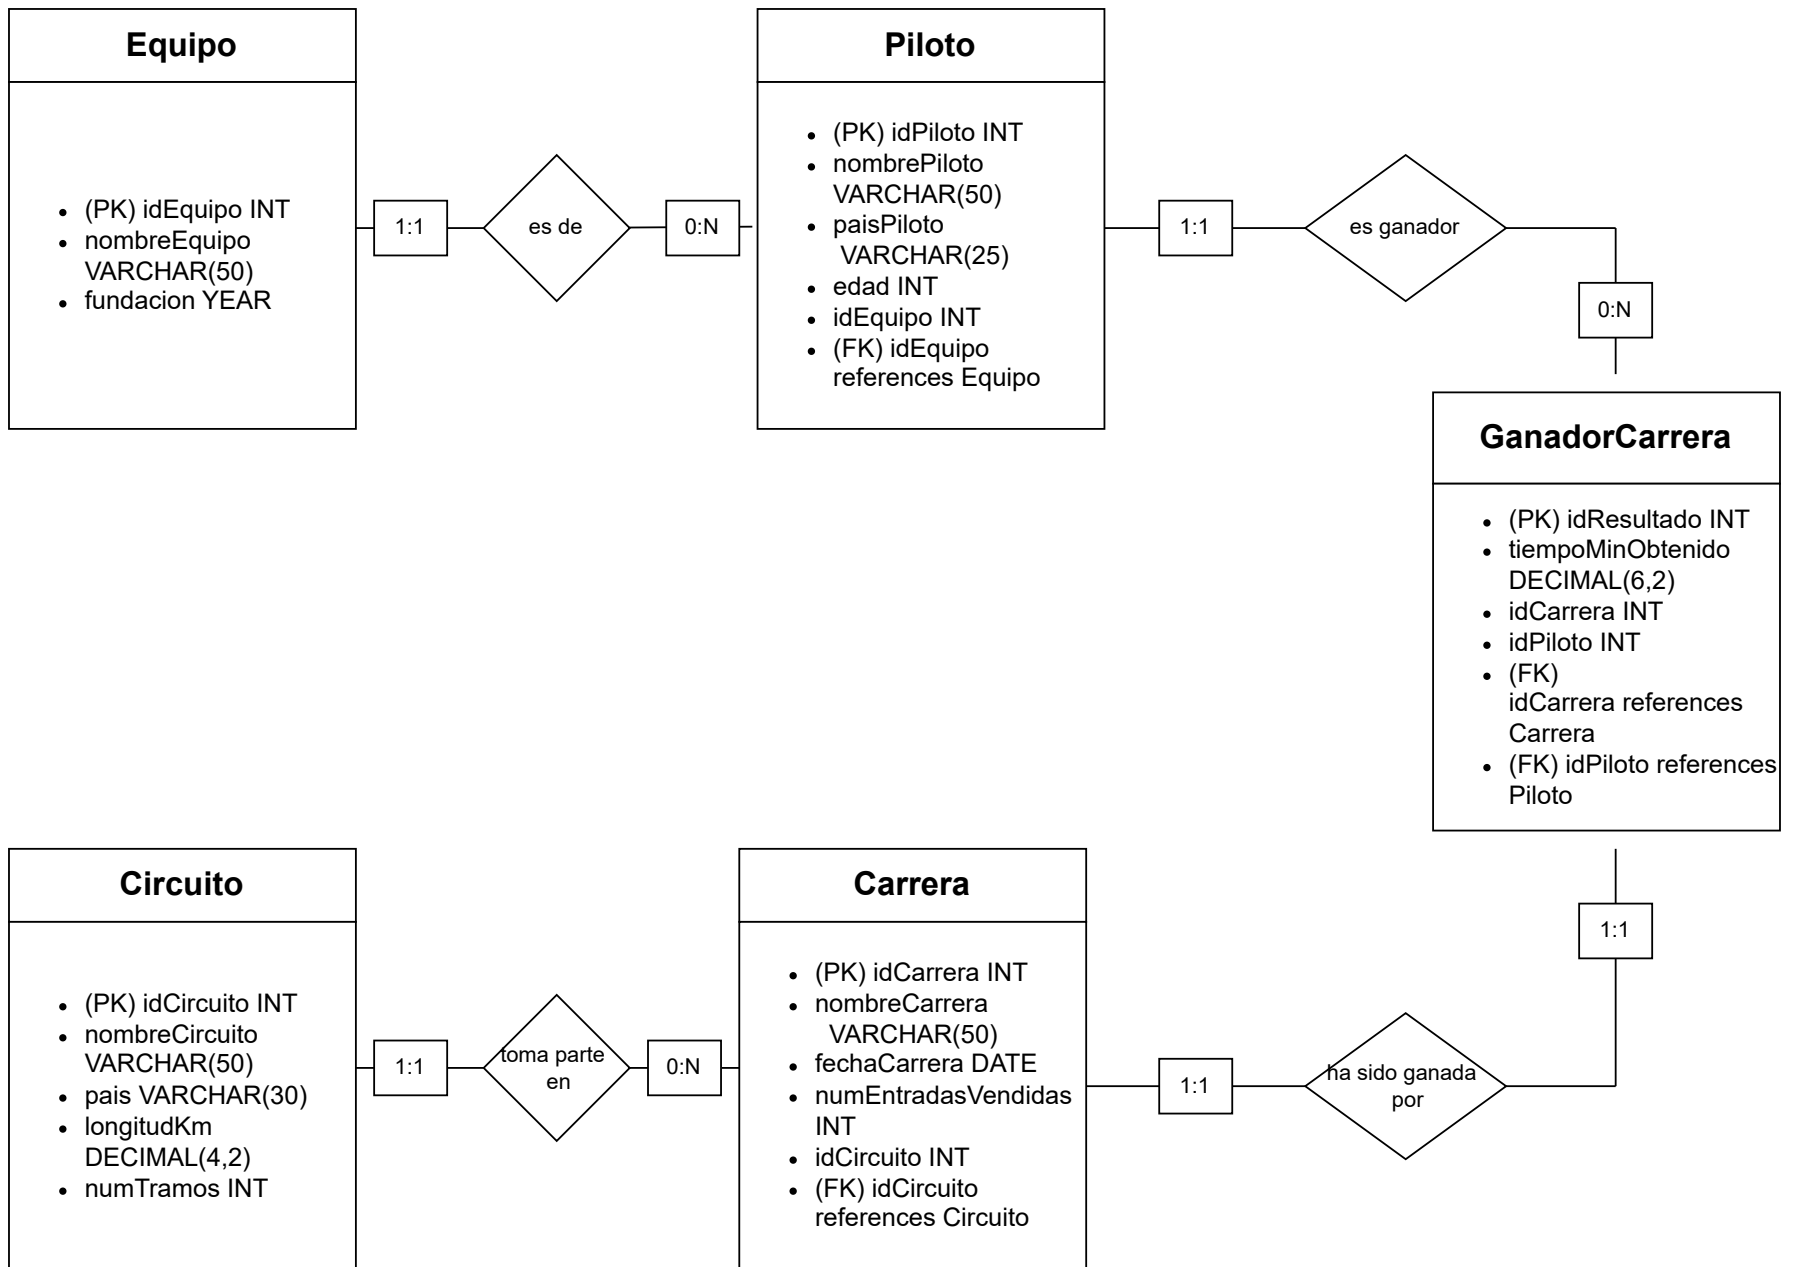 Equipo
(PK) idEquipo INT
nombreEquipo
VARCHAR(50)
fundacion YEAR
1:1
es de
0:N
Piloto
(PK) idPiloto INT
nombrePiloto
VARCHAR(50)
paisPiloto
VARCHAR(25)
edad INT
idEquipo INT
(FK) idEquipo
references Equipo
1:1
es ganador
0:N
GanadorCarrera
(PK) idResultado INT
tiempoMinObtenido
DECIMAL(6,2)
idCarrera INT
idPiloto INT
(FK)
idCarrera references
Carrera
(FK) idPiloto references
Piloto
Circuito
(PK) idCircuito INT
nombreCircuito
VARCHAR(50)
pais VARCHAR(30)
longitudKm
DECIMAL(4,2)
numTramos INT
1:1
toma parte
en
0:N
Carrera
(PK) idCarrera INT
nombreCarrera
VARCHAR(50)
fechaCarrera DATE
numEntradasVendidas
INT
idCircuito INT
(FK) idCircuito
references Circuito
1:1
ha sido ganada
por
1:1